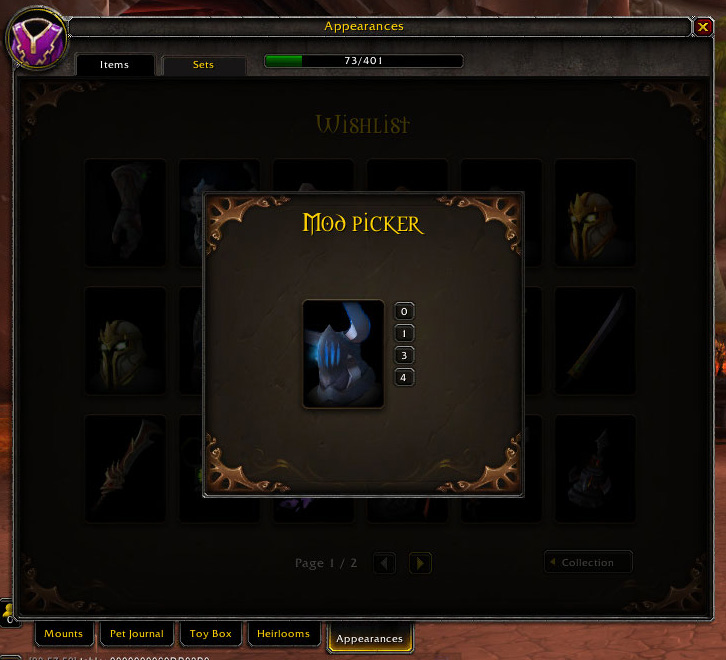 Appearances
Items
Sets
73/401
Wishlist
Mod picker
0
1
3
4
Page 1 / 2
Collection
0
Mounts
Pet Journal
Toy Box
Heirlooms
Appearances